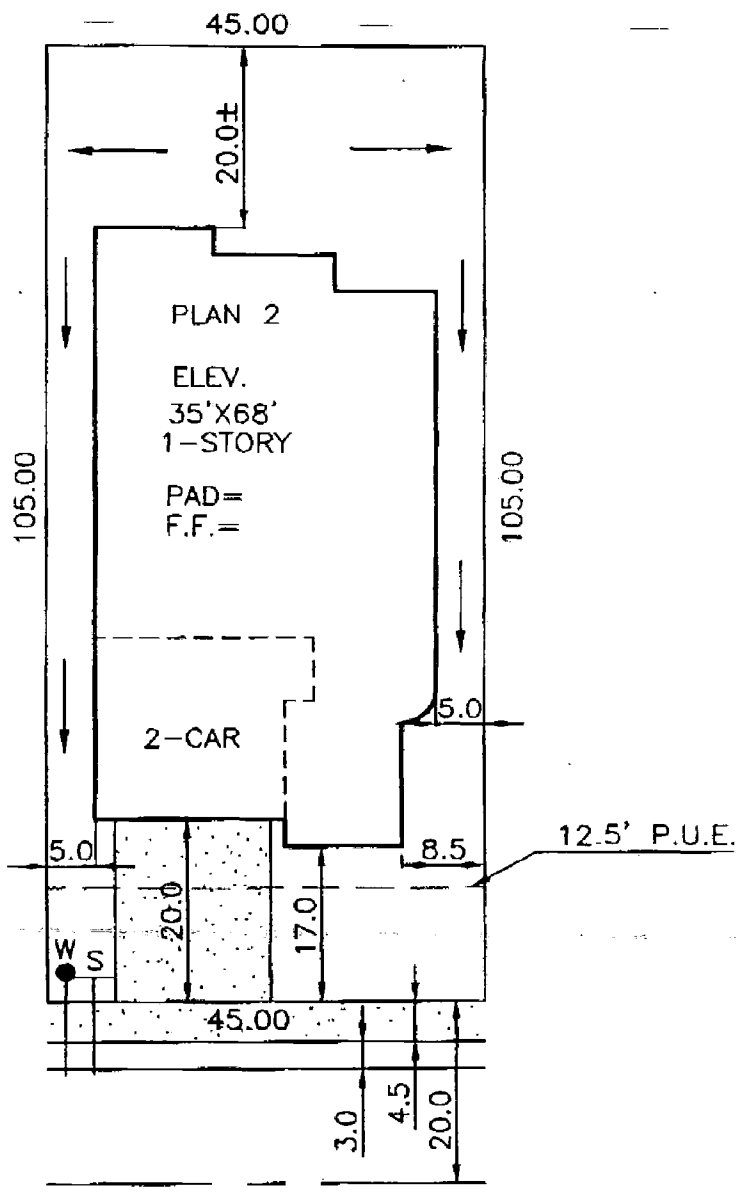 45.00
20.0±
PLAN 2
ELEV.
35'X68'
1-STORY
PAD=
F.F.=
105.00
105.00
2-CAR
5.0
5.0
8.5
12.5' P.U.E.
20.0
17.0
W
S
45.00
3.0
4.5
20.0